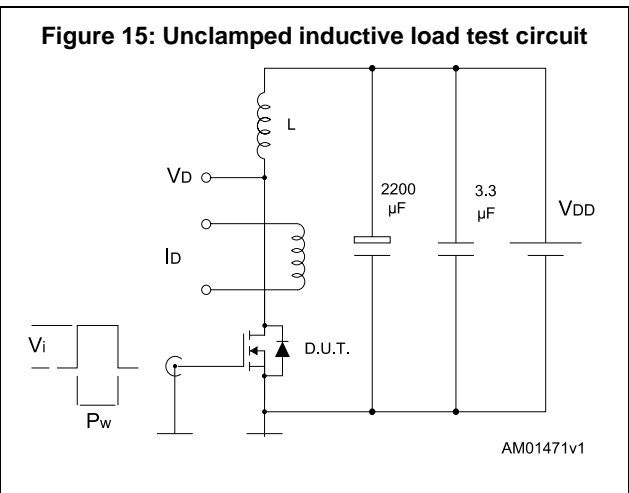 Figure 15: Unclamped inductive load test circuit
L
VD
2200
µF
3.3
µF
VDD
ID
Vi
D.U.T.
Pw
AM01471v1